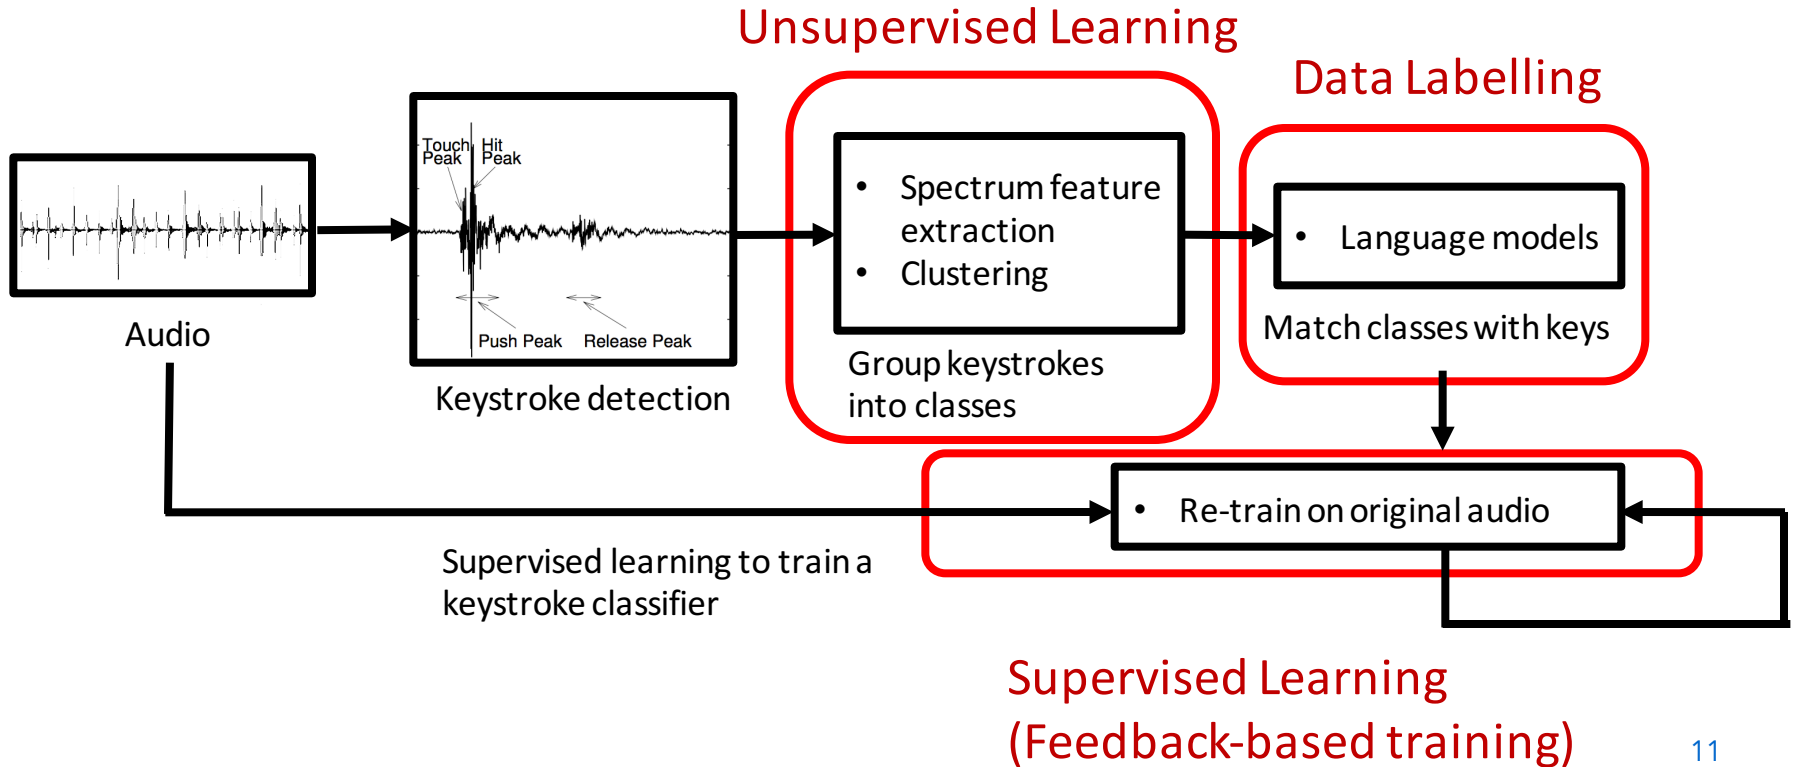 Unsupervised Learning
Data Labelling
Touch Hit
Peak Peak
Push Peak Release Peak
• Spectrum feature
extraction
• Clustering
• Language models
Audio
Keystroke detection
Group keystrokes
into classes
Match classes with keys
• Re-train on original audio
Supervised learning to train a
keystroke classifier
Supervised Learning
(Feedback-based training)
11